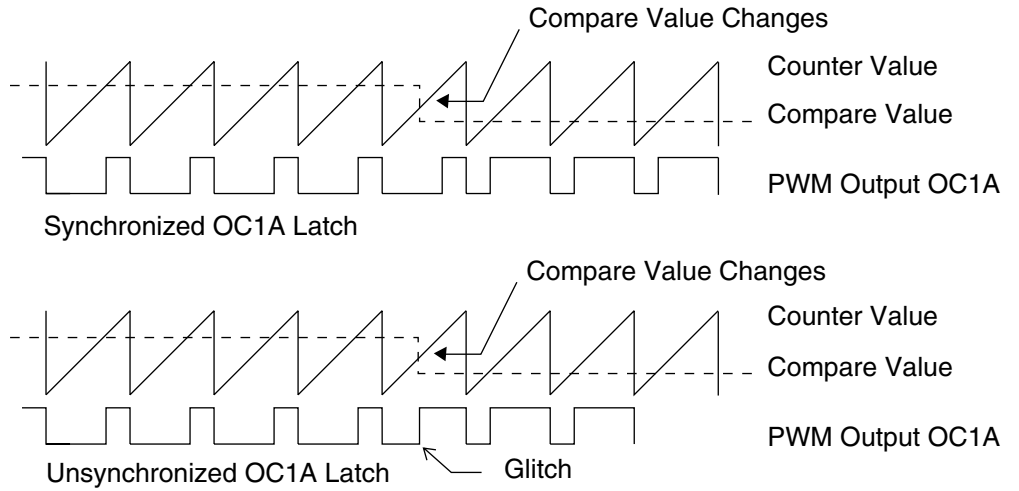 Compare Value Changes
Counter Value
Compare Value
PWM Output OC1A
Synchronized OC1A Latch
Compare Value Changes
Counter Value
Compare Value
PWM Output OC1A
Unsynchronized OC1A Latch
Glitch